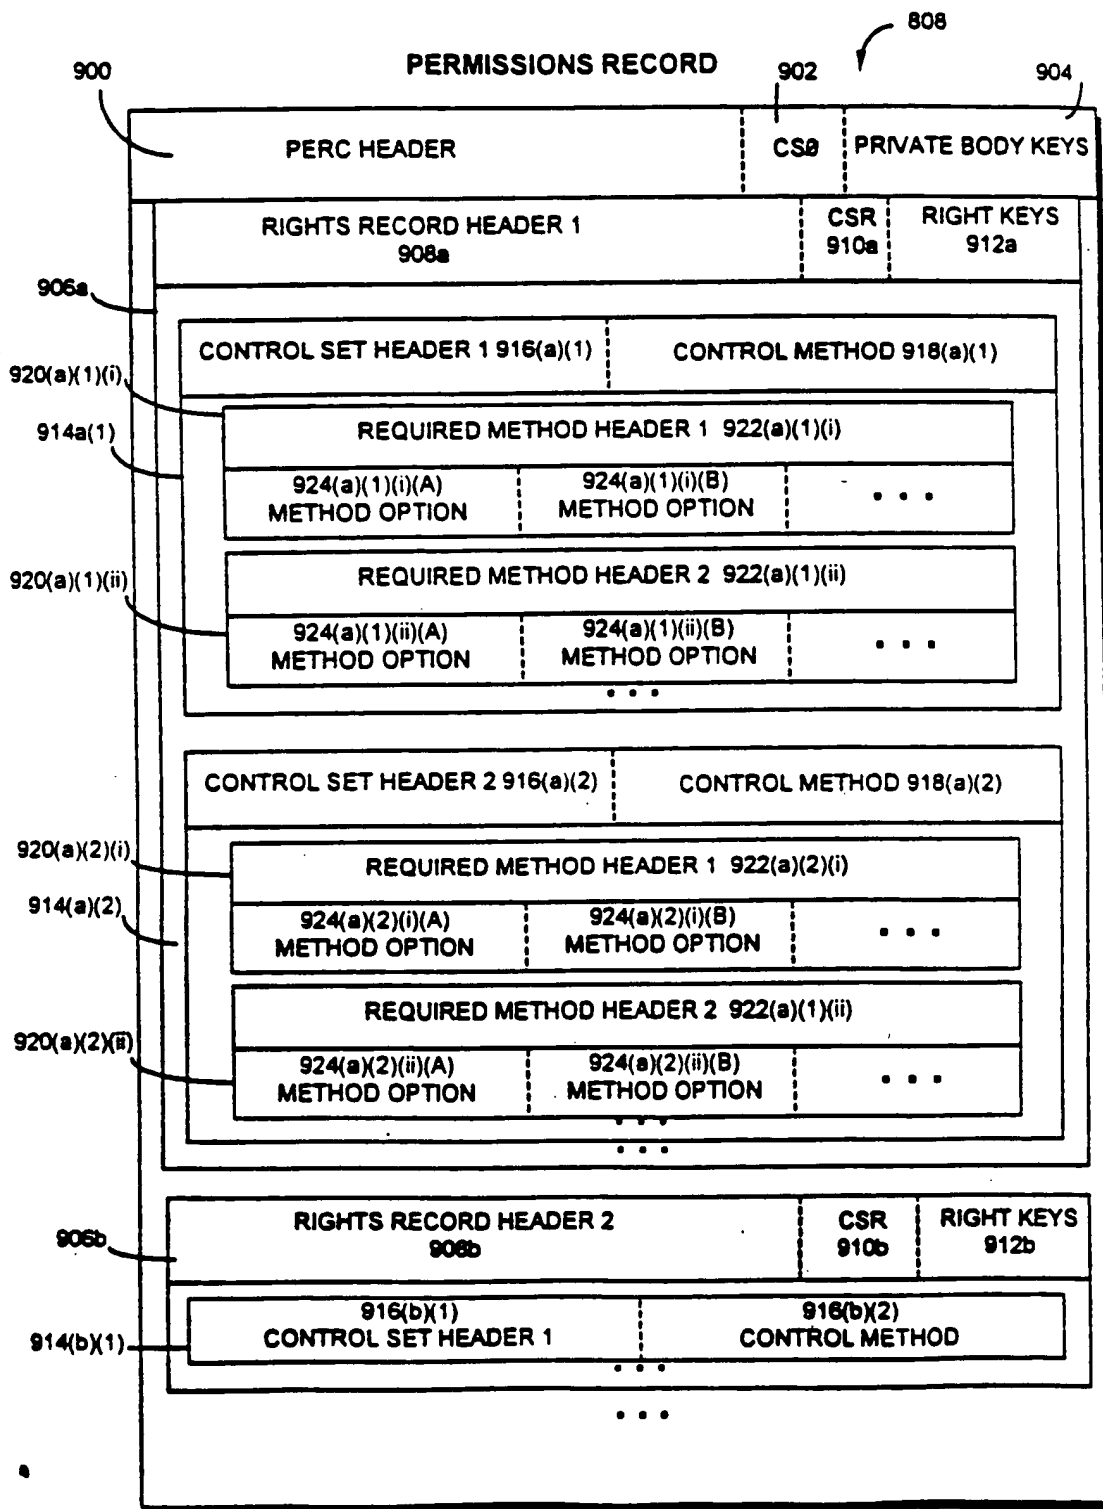 808
PERMISSIONS RECORD
900
902
904
PERC HEADER
CS0
PRIVATE BODY KEYS
RIGHTS RECORD HEADER 1
908a
CSR
910a
RIGHT KEYS
912a
906a
CONTROL SET HEADER 1 916(a)(1)
CONTROL METHOD 918(a)(1)
920(a)(1)(i)
REQUIRED METHOD HEADER 1 922(a)(1)(i)
914a(1)
924(a)(1)(i)(A)
METHOD OPTION
924(a)(1)(i)(B)
METHOD OPTION
. . .
REQUIRED METHOD HEADER 2 922(a)(1)(ii)
920(a)(1)(ii)
924(a)(1)(ii)(A)
METHOD OPTION
924(a)(1)(ii)(B)
METHOD OPTION
. . .
. . .
CONTROL SET HEADER 2 916(a)(2)
CONTROL METHOD 918(a)(2)
920(a)(2)(i)
REQUIRED METHOD HEADER 1 922(a)(2)(i)
914(a)(2)
924(a)(2)(i)(A)
METHOD OPTION
924(a)(2)(i)(B)
METHOD OPTION
. . .
REQUIRED METHOD HEADER 2 922(a)(1)(ii)
920(a)(2)(ii)
924(a)(2)(ii)(A)
METHOD OPTION
924(a)(2)(ii)(B)
METHOD OPTION
. . .
. . .
. . .
RIGHTS RECORD HEADER 2
908b
CSR
910b
RIGHT KEYS
912b
906b
916(b)(1)
CONTROL SET HEADER 1
916(b)(2)
CONTROL METHOD
914(b)(1)
. . .
. . .